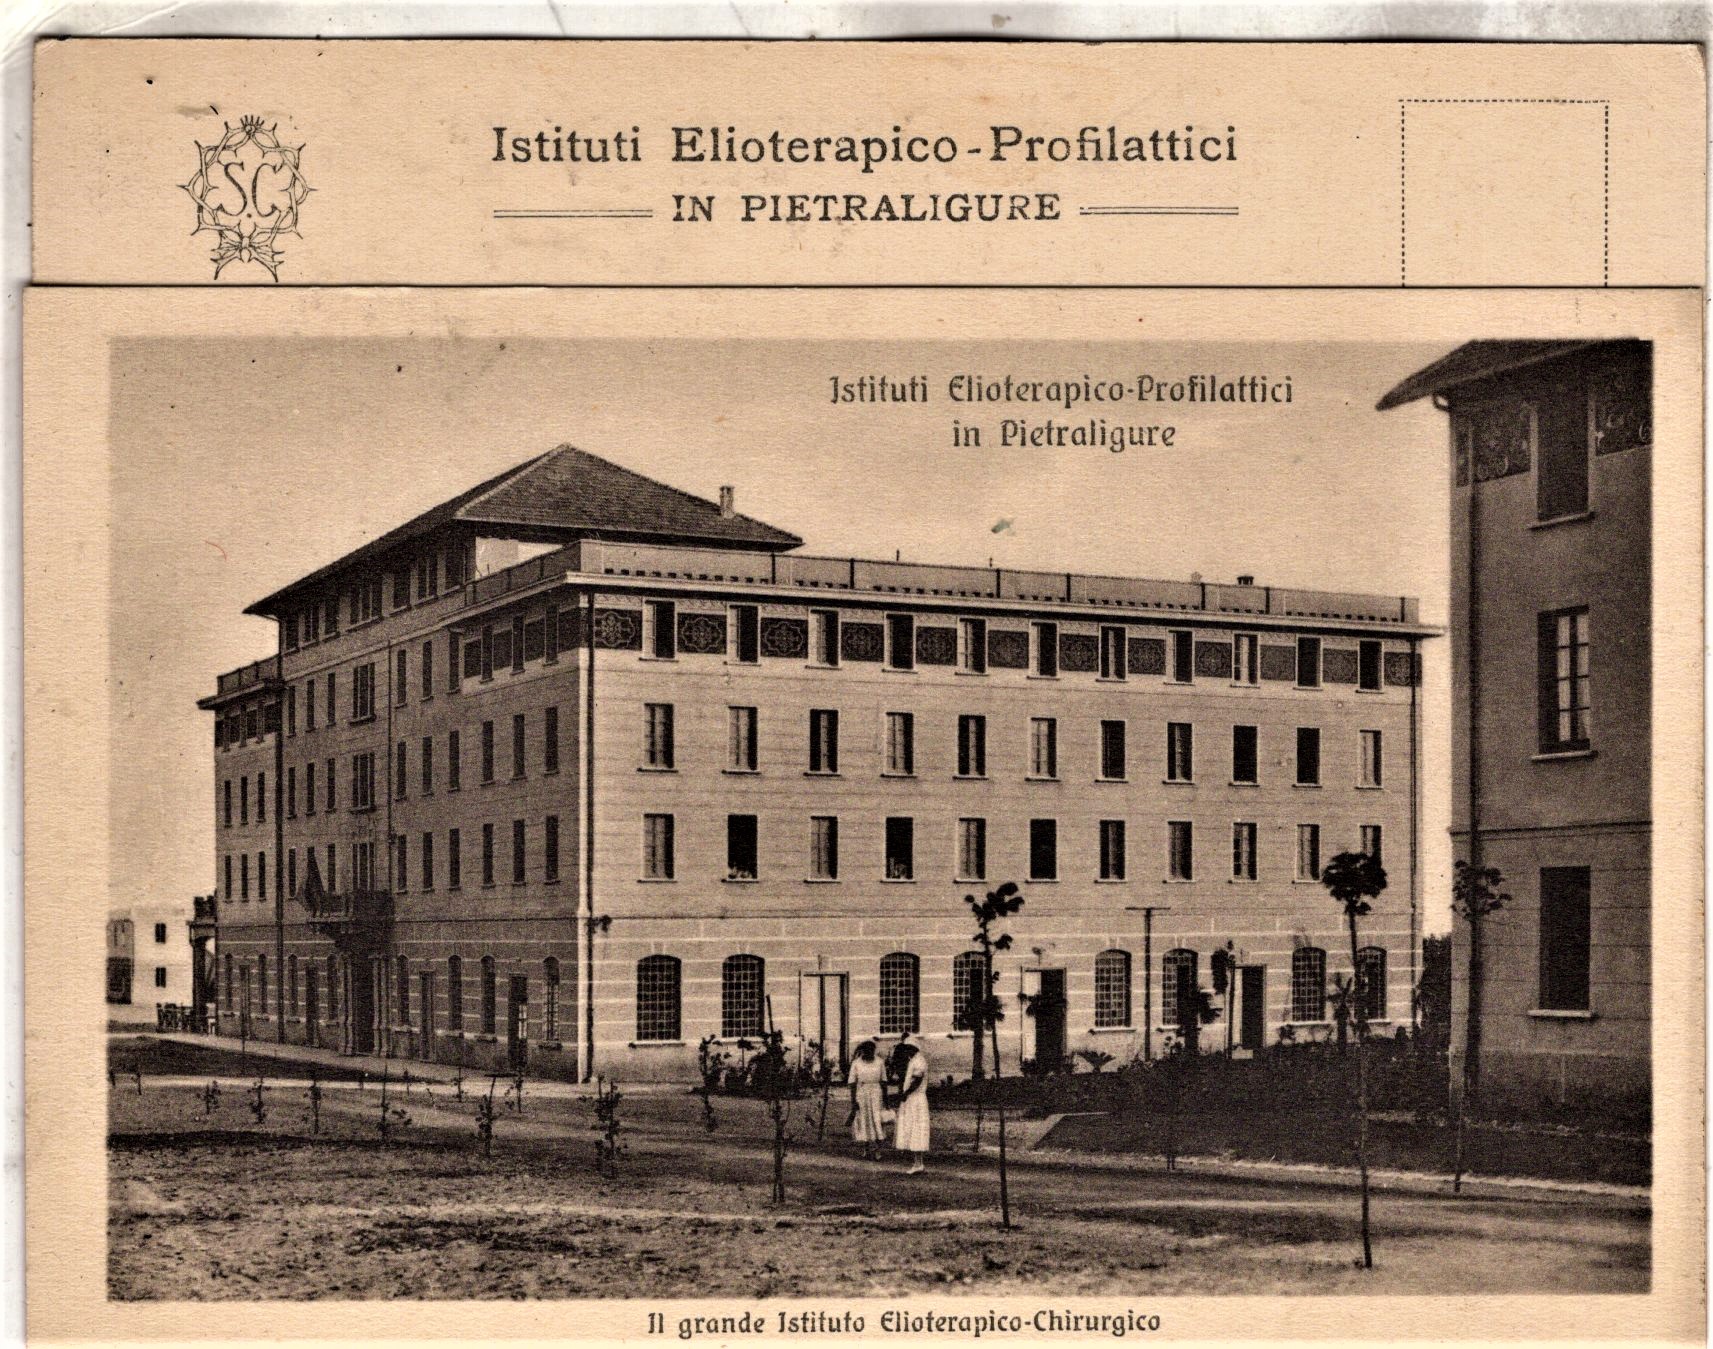 S.C.
Istituti Elioterapico-Profilattici
IN PIETRALIGURE
Istituti Elioterapico-Profilattici
in Pietraligure
Il grande Istituto Elioterapico-Chirurgico